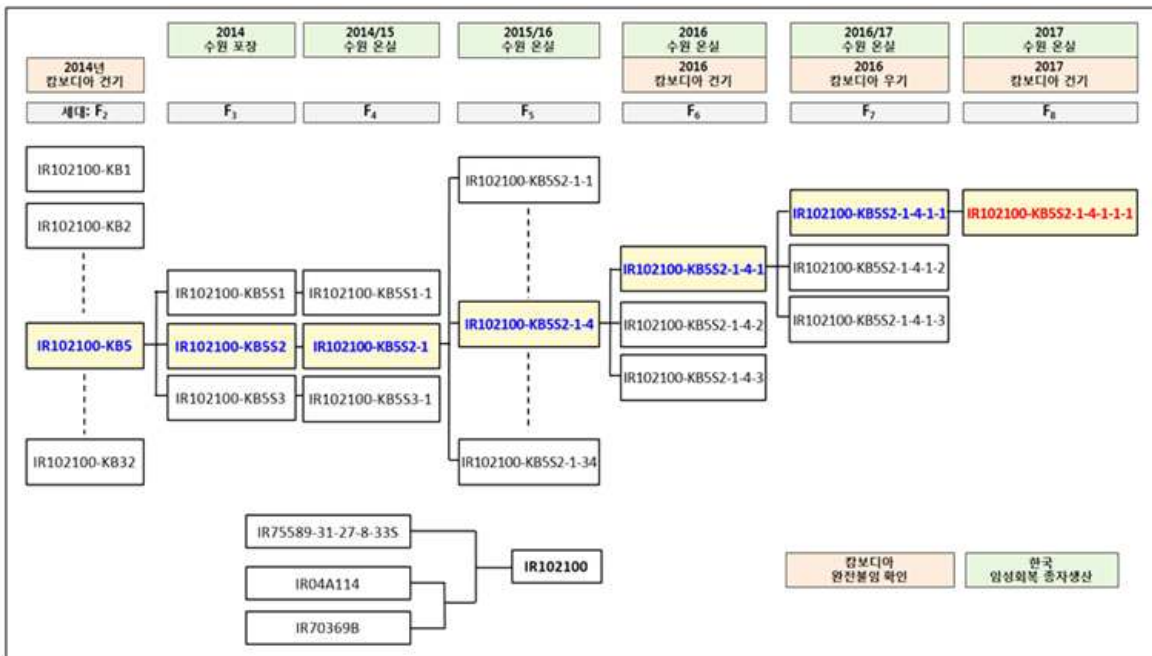 2014
수원 포장
2014/15
수원 온실
2015/16
수원 온실
2016
수원 온실
2016/17
수원 온실
2017
수원 온실
2014년
캄보디아 건기
2016
캄보디아 건기
2016
캄보디아 우기
2017
캄보디아 건기
세대: F₂
F₃
F₄
F₅
F₆
F₇
F₈
IR102100-KB1
IR102100-KB2
IR102100-KB5
IR102100-KB32
IR102100-KB5S1
IR102100-KB5S2
IR102100-KB5S3
IR102100-KB5S1-1
IR102100-KB5S2-1
IR102100-KB5S3-1
IR102100-KB5S2-1-1
IR102100-KB5S2-1-4
IR102100-KB5S2-1-34
IR102100-KB5S2-1-4-1
IR102100-KB5S2-1-4-2
IR102100-KB5S2-1-4-3
IR102100-KB5S2-1-4-1-1
IR102100-KB5S2-1-4-1-2
IR102100-KB5S2-1-4-1-3
IR102100-KB5S2-1-4-1-1-1
IR75589-31-27-8-33S
IR04A114
IR70369B
IR102100
캄보디아
완전불임 확인
한국
임성회복 종자생산